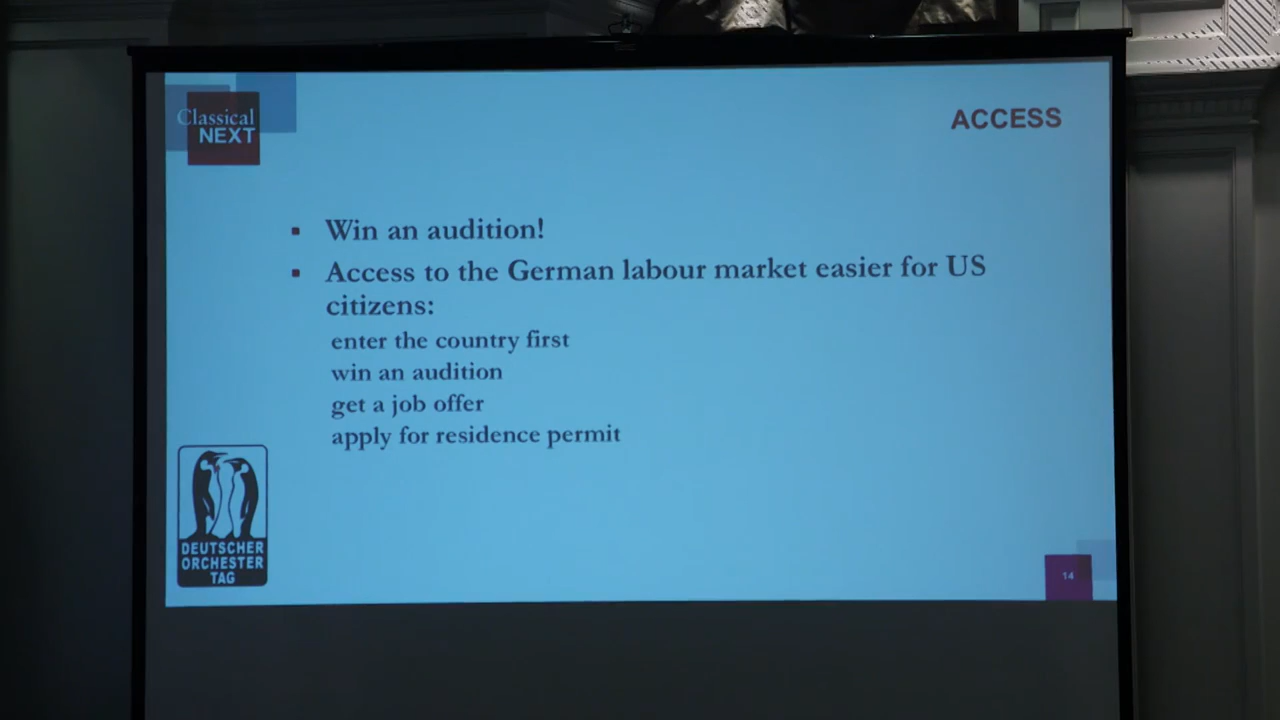 Classical
NEXT
ACCESS
▪ Win an audition!
▪ Access to the German labour market easier for US
citizens:
enter the country first
win an audition
get a job offer
apply for residence permit
DEUTSCHER
ORCHESTER
TAG
14